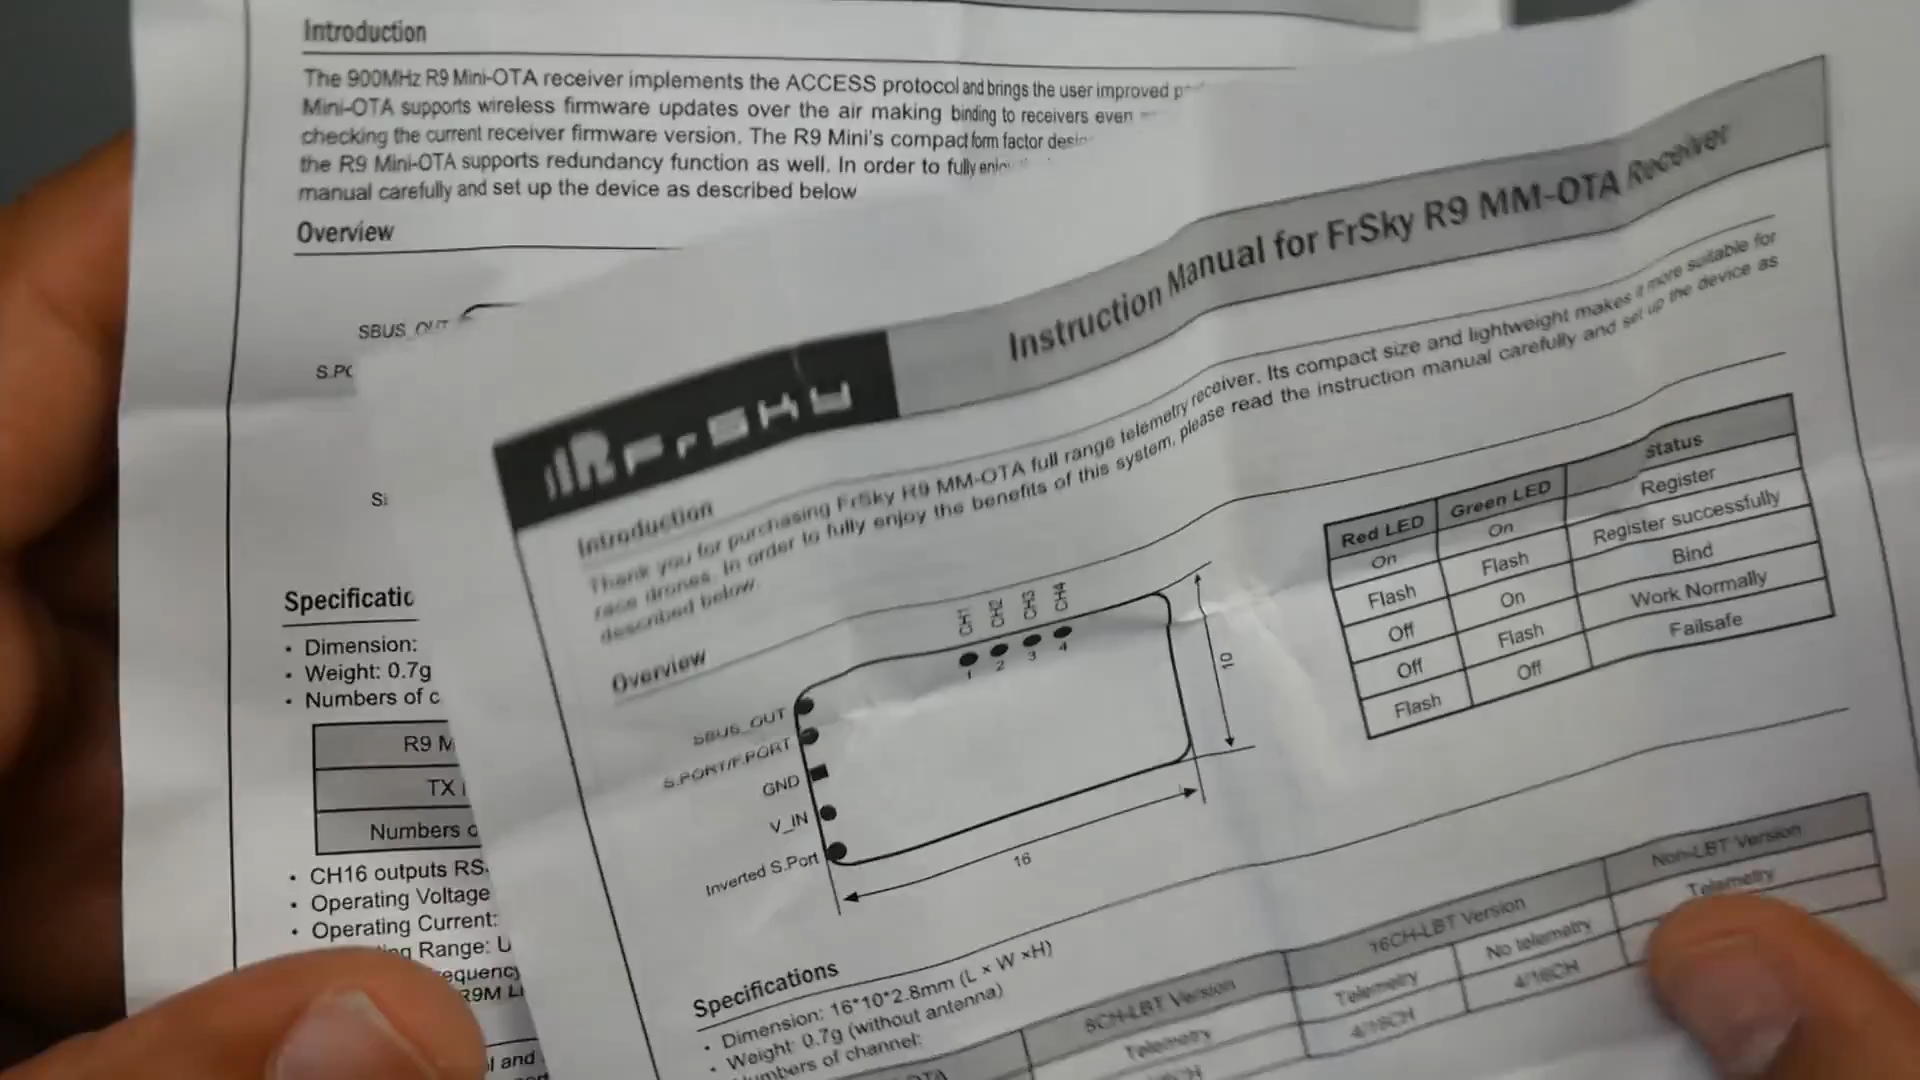 Introduction
The 900MHz R9 Mini-OTA receiver implements the ACCESS protocol and brings the user improved
Mini-OTA supports wireless firmware updates over the air making binding to receivers even
checking the current receiver firmware version. The R9 Mini's compact form factor
the R9 Mini-OTA supports redundancy function as well. In order to fully
manual carefully and set up the device as described below
Overview
SBUS_OUT
Specificatio
• Dimension:
• Weight: 0.7g
• Numbers of c
R9 M
TX
Numbers
• CH16 outputs RS
• Operating Voltage
• Operating Current:
Range: U
R9M
and
Instruction Manual for FrSky R9 MM-OTA Receiver
FrSKY
Introduction
Thank you for purchasing FrSky R9 MM-OTA full range telemetry receiver. Its compact size and lightweight makes it more suitable for
race drones. In order to fully enjoy the benefits of this system, please read the instruction manual carefully and set up the device as
described below.
Overview
CH1 CH2 CH3 CH4
1 2 3 4
SBUS_OUT
S.PORT/F.PORT
GND
V_IN
Inverted S.Port
10
16
Red LED Green LED Status
On On Register
Flash Flash Register successfully
Off On Bind
Off Flash Work Normally
Flash Off Failsafe
Specifications
• Dimension: 16*10*2.8mm (L × W ×H)
• Weight: 0.7g (without antenna)
• Numbers of channel:
8CH-LBT Version 16CH-LBT Version Non-LBT Version
Telemetry Telemetry No telemetry Telemetry
4/16CH 4/16CH